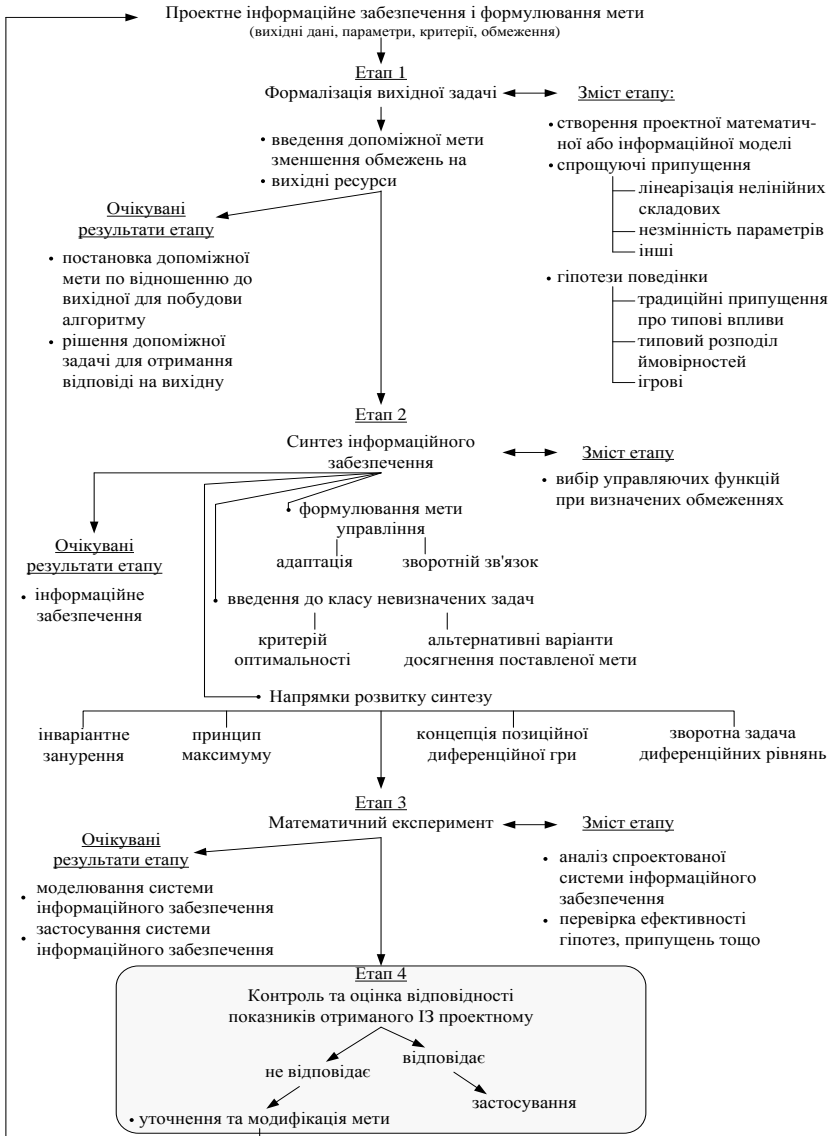 Проектне інформаційне забезпечення і формулювання мети
(вихідні дані, параметри, критерії, обмеження)
Етап 1
Формалізація вихідної задачі
Зміст етапу:
• створення проектної математич-
ної або інформаційної моделі
• спрощуючі припущення
лінеарізація нелінійних
складових
незмінність параметрів
інші
• гіпотези поведінки
традиційні припущення
про типові впливи
типовий розподіл
ймовірностей
ігрові
• введення допоміжної мети
зменшення обмежень на
• вихідні ресурси
Очікувані
результати етапу
• постановка допоміжної
мети по відношенню до
вихідної для побудови
алгоритму
• рішення допоміжної
задачі для отримання
відповіді на вихідну
Етап 2
Синтез інформаційного
забезпечення
Зміст етапу
• вибір управляючих функцій
при визначених обмеженнях
• формулювання мети
управління
адаптація
зворотній зв'язок
Очікувані
результати етапу
• інформаційне
забезпечення
• введення до класу невизначених задач
критерій
оптимальності
альтернативні варіанти
досягнення поставленої мети
• Напрямки розвитку синтезу
інваріантне
занурення
принцип
максимуму
концепція позиційної
диференційної гри
зворотна задача
диференційних рівнянь
Етап 3
Математичний експеримент
Зміст етапу
• аналіз спроектованої
системи інформаційного
забезпечення
• перевірка ефективності
гіпотез, припущень тощо
Очікувані
результати етапу
• моделювання системи
інформаційного забезпечення
• застосування системи
інформаційного забезпечення
Етап 4
Контроль та оцінка відповідності
показників отриманого ІЗ проектному
не відповідає
відповідає
застосування
• уточнення та модифікація мети